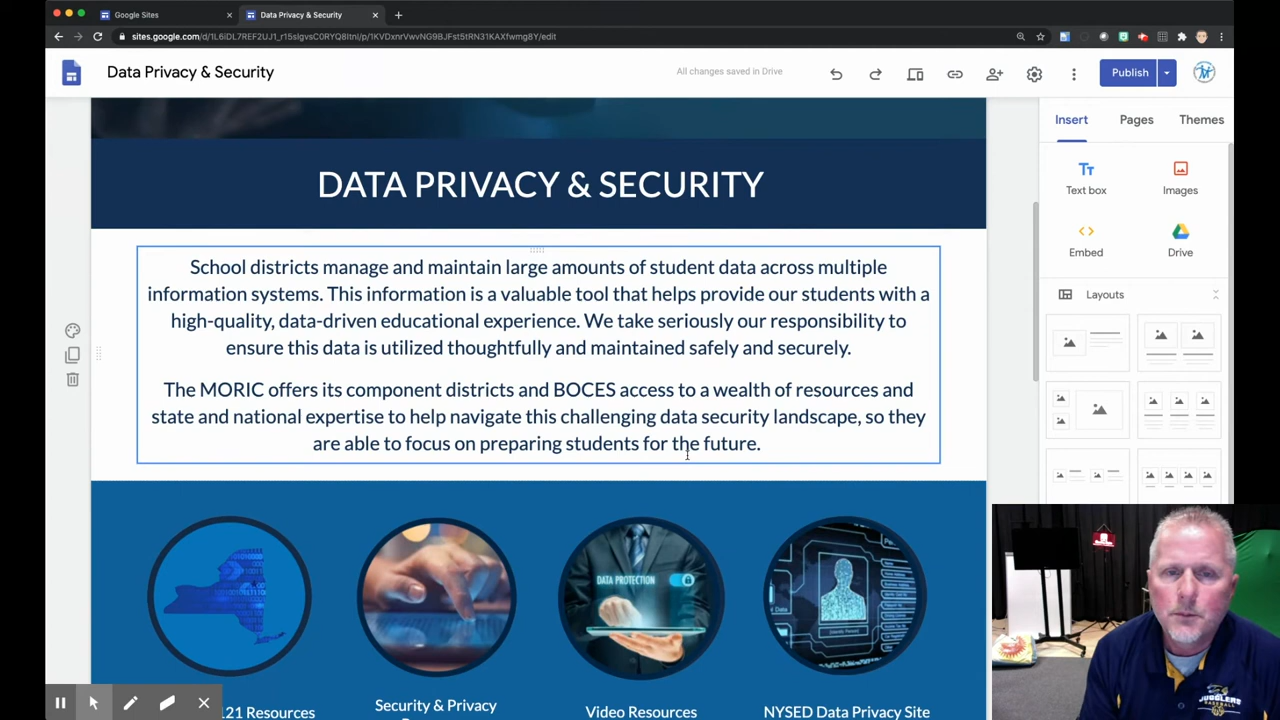 Google Sites
Data Privacy & Security
sites.google.com/d/1L6iDL7REF2UJ1_r15sIgvsC0RYQ8ltnl/p/1KVDxnrVwvNG9BJFst5tRN31KAXfwmg8Y/edit
Data Privacy & Security
All changes saved in Drive
Publish
Insert
Pages
Themes
Tt
Text box
Images
Embed
Drive
Layouts
DATA PRIVACY & SECURITY
School districts manage and maintain large amounts of student data across multiple
information systems. This information is a valuable tool that helps provide our students with a
high-quality, data-driven educational experience. We take seriously our responsibility to
ensure this data is utilized thoughtfully and maintained safely and securely.
The MORIC offers its component districts and BOCES access to a wealth of resources and
state and national expertise to help navigate this challenging data security landscape, so they
are able to focus on preparing students for the future.
DATA PROTECTION
121 Resources
Security & Privacy
Video Resources
NYSED Data Privacy Site
JUGGLERS
BASEBALL